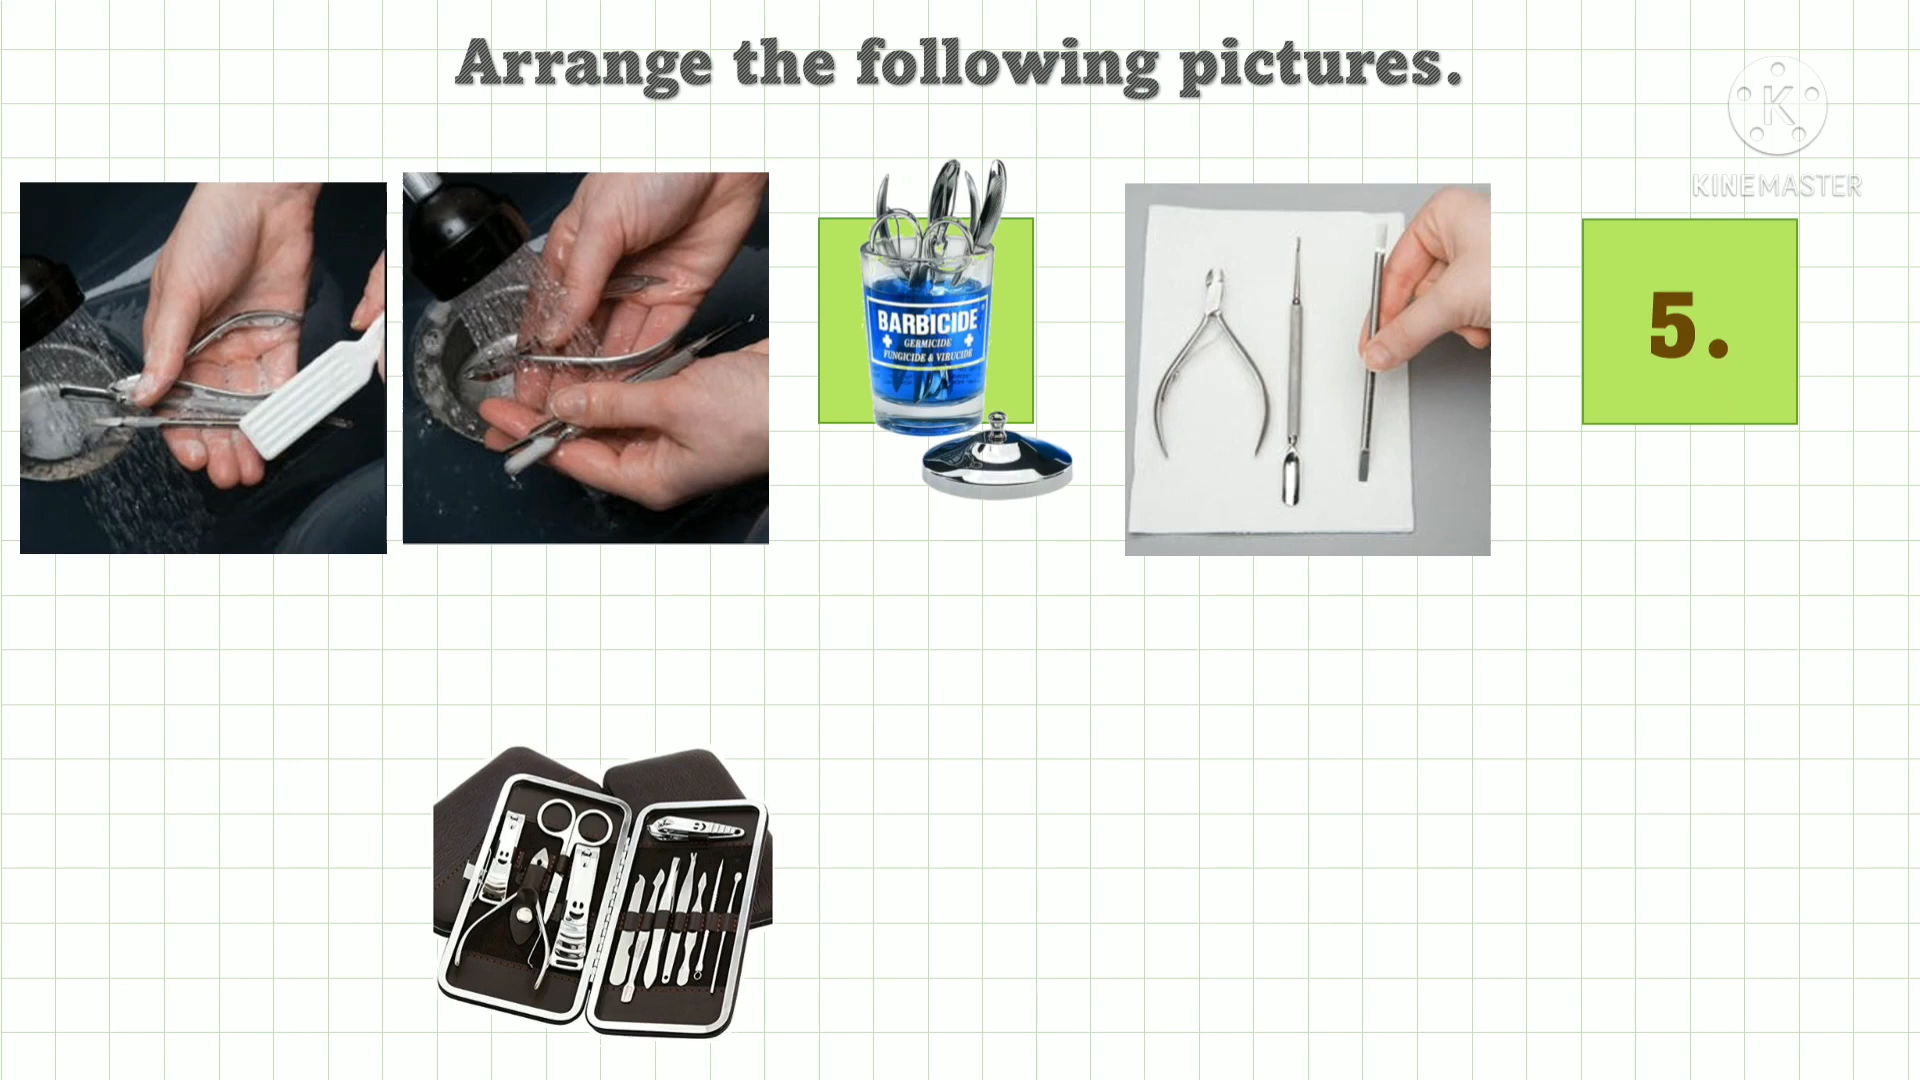 Arrange the following pictures.
K
KINEMASTER
BARBICIDE
GERMICIDE
FUNGICIDE & VIRUCIDE
5.